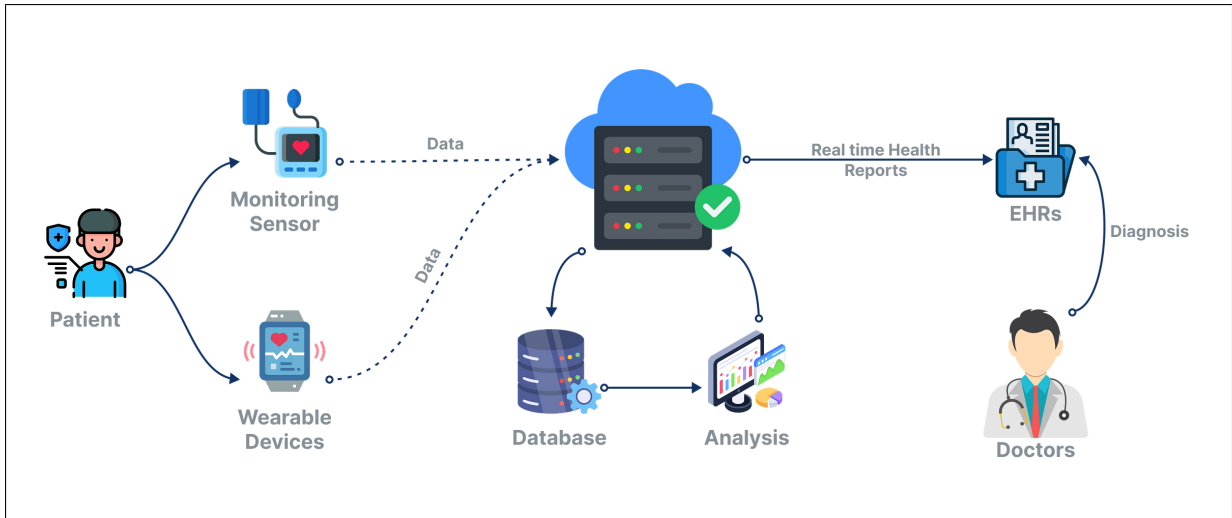 Data
Real time Health
Reports
Monitoring
Sensor
EHRs
Diagnosis
Data
Patient
Wearable
Devices
Database
Analysis
Doctors